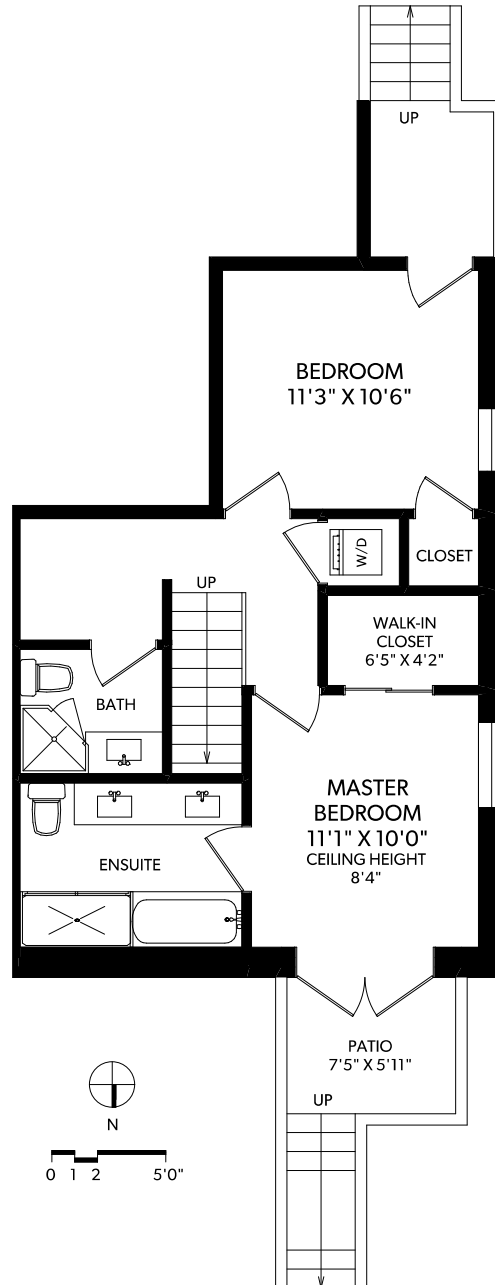 UP
BEDROOM
11'3" X 10'6"
W/D
CLOSET
UP
WALK-IN
CLOSET
6'5" X 4'2"
BATH
MASTER
BEDROOM
11'1" X 10'0"
CEILING HEIGHT
8'4"
ENSUITE
PATIO
7'5" X 5'11"
UP
N
0 1 2 5'0"